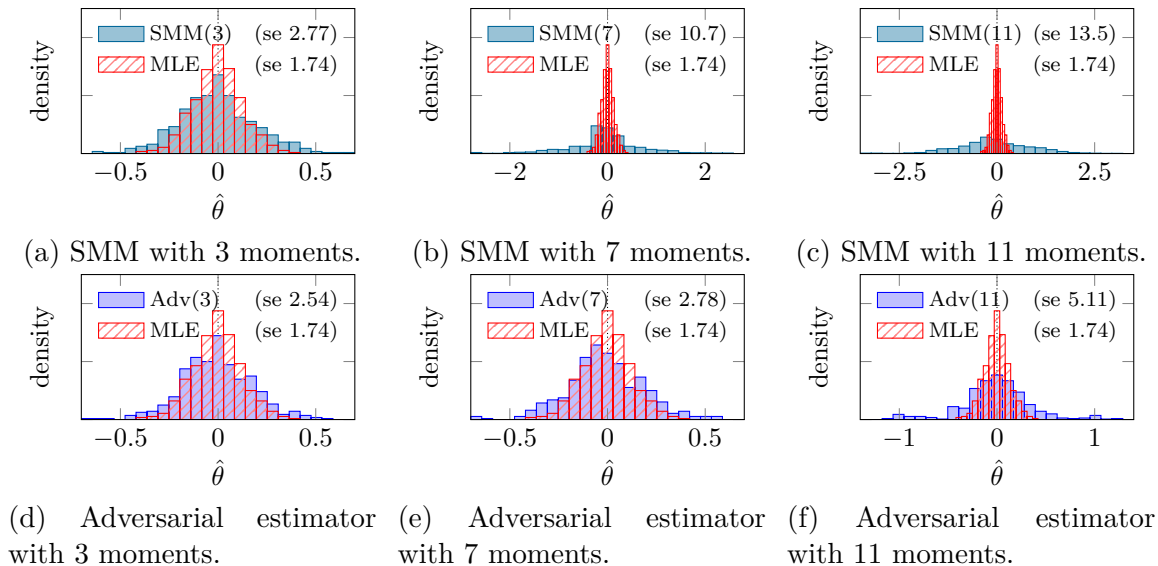 SMM(3) (se 2.77)
MLE (se 1.74)
density
−0.5 0 0.5
θ̂
(a) SMM with 3 moments.
SMM(7) (se 10.7)
MLE (se 1.74)
density
−2 0 2
θ̂
(b) SMM with 7 moments.
SMM(11) (se 13.5)
MLE (se 1.74)
density
−2.5 0 2.5
θ̂
(c) SMM with 11 moments.
Adv(3) (se 2.54)
MLE (se 1.74)
density
−0.5 0 0.5
θ̂
(d) Adversarial estimator
with 3 moments.
Adv(7) (se 2.78)
MLE (se 1.74)
density
−0.5 0 0.5
θ̂
(e) Adversarial estimator
with 7 moments.
Adv(11) (se 5.11)
MLE (se 1.74)
density
−1 0 1
θ̂
(f) Adversarial estimator
with 11 moments.